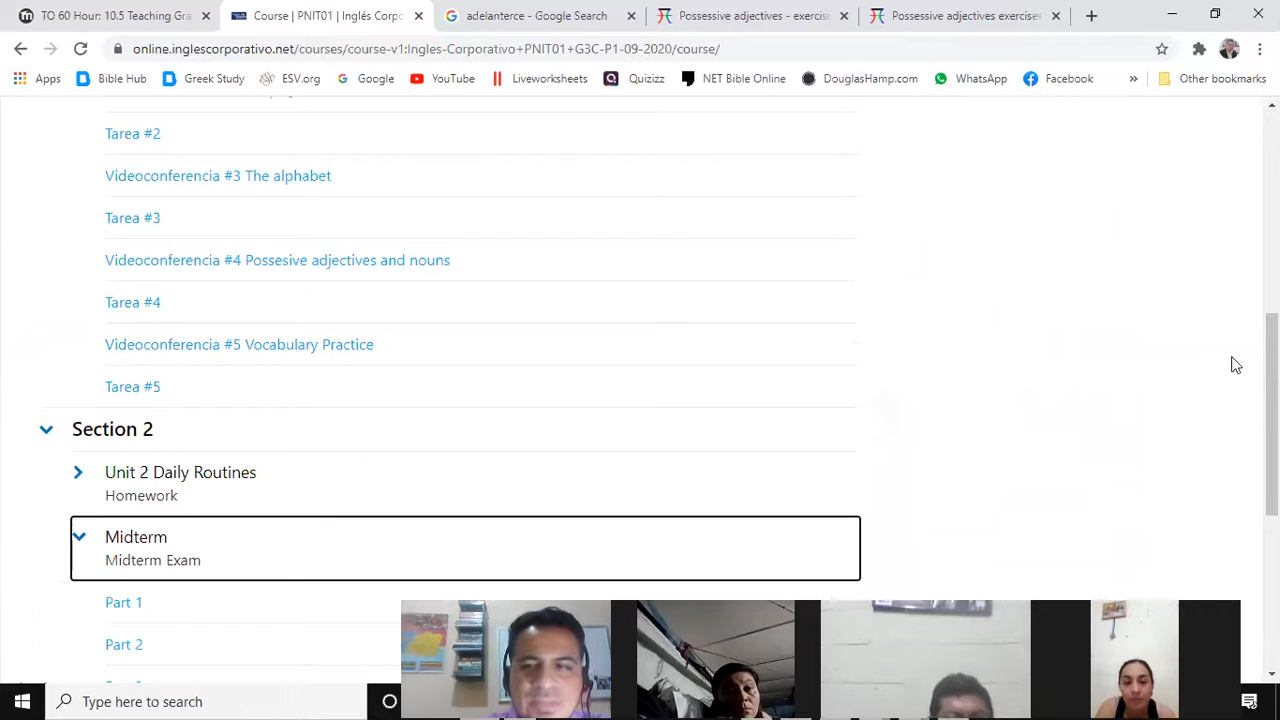 TO 60 Hour: 10.5 Teaching Gra
Course | PNIT01 | Inglés Corpo
adelanterce - Google Search
Possessive adjectives - exercise
Possessive adjectives exercises
online.inglescorporativo.net/courses/course-v1:Ingles-Corporativo+PNIT01+G3C-P1-09-2020/course/
Apps
Bible Hub
Greek Study
ESV.org
Google
YouTube
Liveworksheets
Quizizz
NET Bible Online
DouglasHamp.com
WhatsApp
Facebook
Other bookmarks
Tarea #2
Videoconferencia #3 The alphabet
Tarea #3
Videoconferencia #4 Possesive adjectives and nouns
Tarea #4
Videoconferencia #5 Vocabulary Practice
Tarea #5
Section 2
Unit 2 Daily Routines
Homework
Midterm
Midterm Exam
Part 1
Part 2
Type here to search